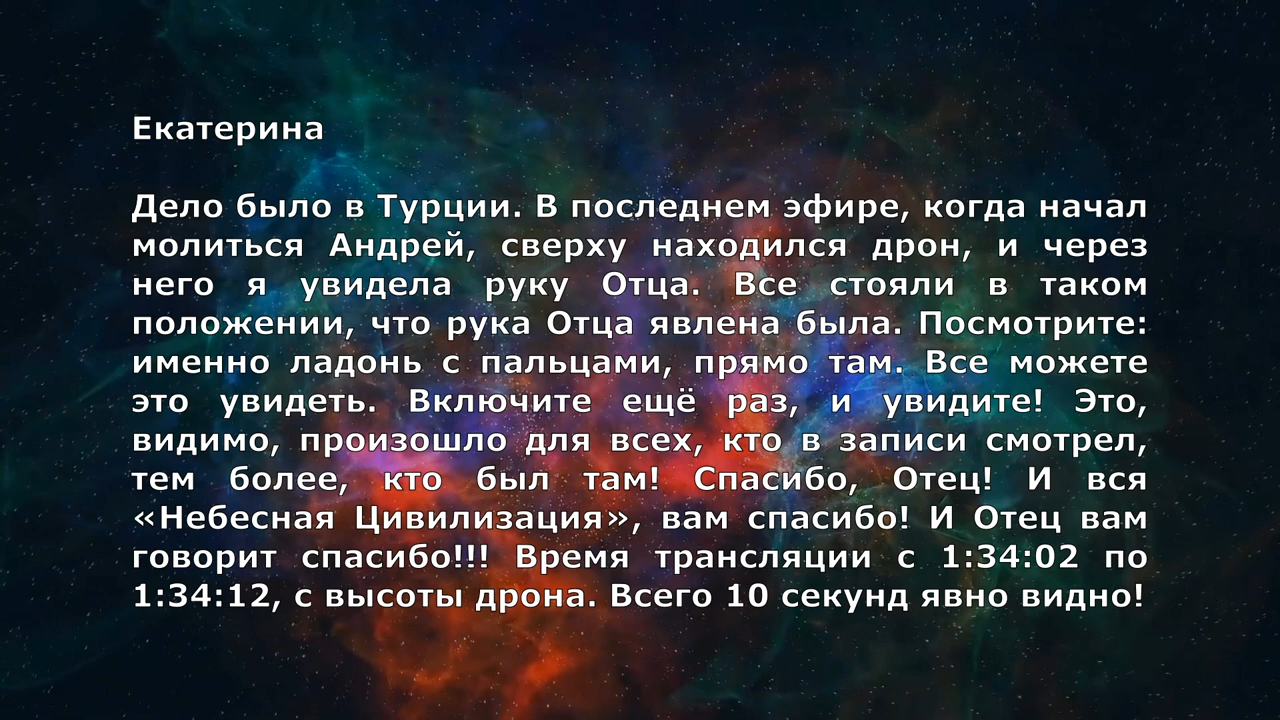 Екатерина
Дело было в Турции. В последнем эфире, когда начал
молиться Андрей, сверху находился дрон, и через
него я увидела руку Отца. Все стояли в таком
положении, что рука Отца явлена была. Посмотрите:
именно ладонь с пальцами, прямо там. Все можете
это увидеть. Включите ещё раз, и увидите! Это,
видимо, произошло для всех, кто в записи смотрел,
тем более, кто был там! Спасибо, Отец! И вся
«Небесная Цивилизация», вам спасибо! И Отец вам
говорит спасибо!!! Время трансляции с 1:34:02 по
1:34:12, с высоты дрона. Всего 10 секунд явно видно!